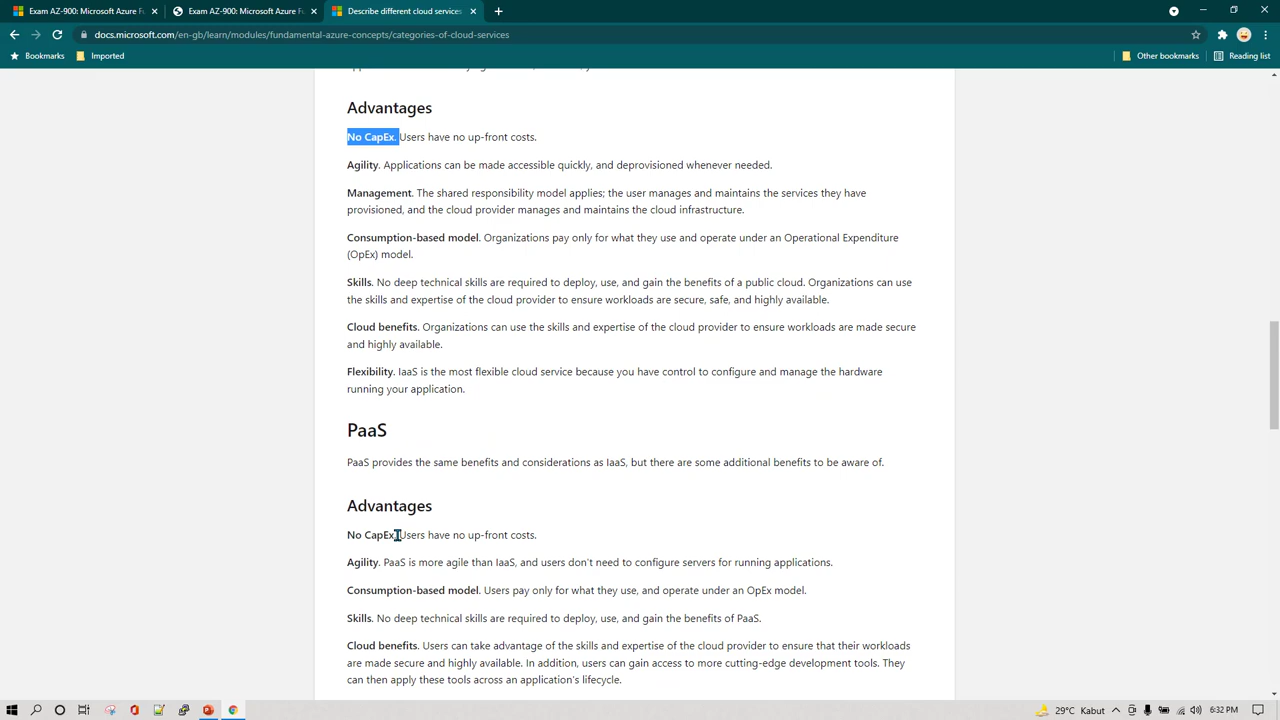 Exam AZ-900: Microsoft Azure Fu
Exam AZ-900: Microsoft Azure Fu
Describe different cloud services
docs.microsoft.com/en-gb/learn/modules/fundamental-azure-concepts/categories-of-cloud-services
Bookmarks
Imported
Other bookmarks
Reading list
Advantages
No CapEx. Users have no up-front costs.
Agility. Applications can be made accessible quickly, and deprovisioned whenever needed.
Management. The shared responsibility model applies; the user manages and maintains the services they have
provisioned, and the cloud provider manages and maintains the cloud infrastructure.
Consumption-based model. Organizations pay only for what they use and operate under an Operational Expenditure
(OpEx) model.
Skills. No deep technical skills are required to deploy, use, and gain the benefits of a public cloud. Organizations can use
the skills and expertise of the cloud provider to ensure workloads are secure, safe, and highly available.
Cloud benefits. Organizations can use the skills and expertise of the cloud provider to ensure workloads are made secure
and highly available.
Flexibility. IaaS is the most flexible cloud service because you have control to configure and manage the hardware
running your application.
PaaS
PaaS provides the same benefits and considerations as IaaS, but there are some additional benefits to be aware of.
Advantages
No CapEx. Users have no up-front costs.
Agility. PaaS is more agile than IaaS, and users don't need to configure servers for running applications.
Consumption-based model. Users pay only for what they use, and operate under an OpEx model.
Skills. No deep technical skills are required to deploy, use, and gain the benefits of PaaS.
Cloud benefits. Users can take advantage of the skills and expertise of the cloud provider to ensure that their workloads
are made secure and highly available. In addition, users can gain access to more cutting-edge development tools. They
can then apply these tools across an application's lifecycle.
29°C Kabut
6:32 PM